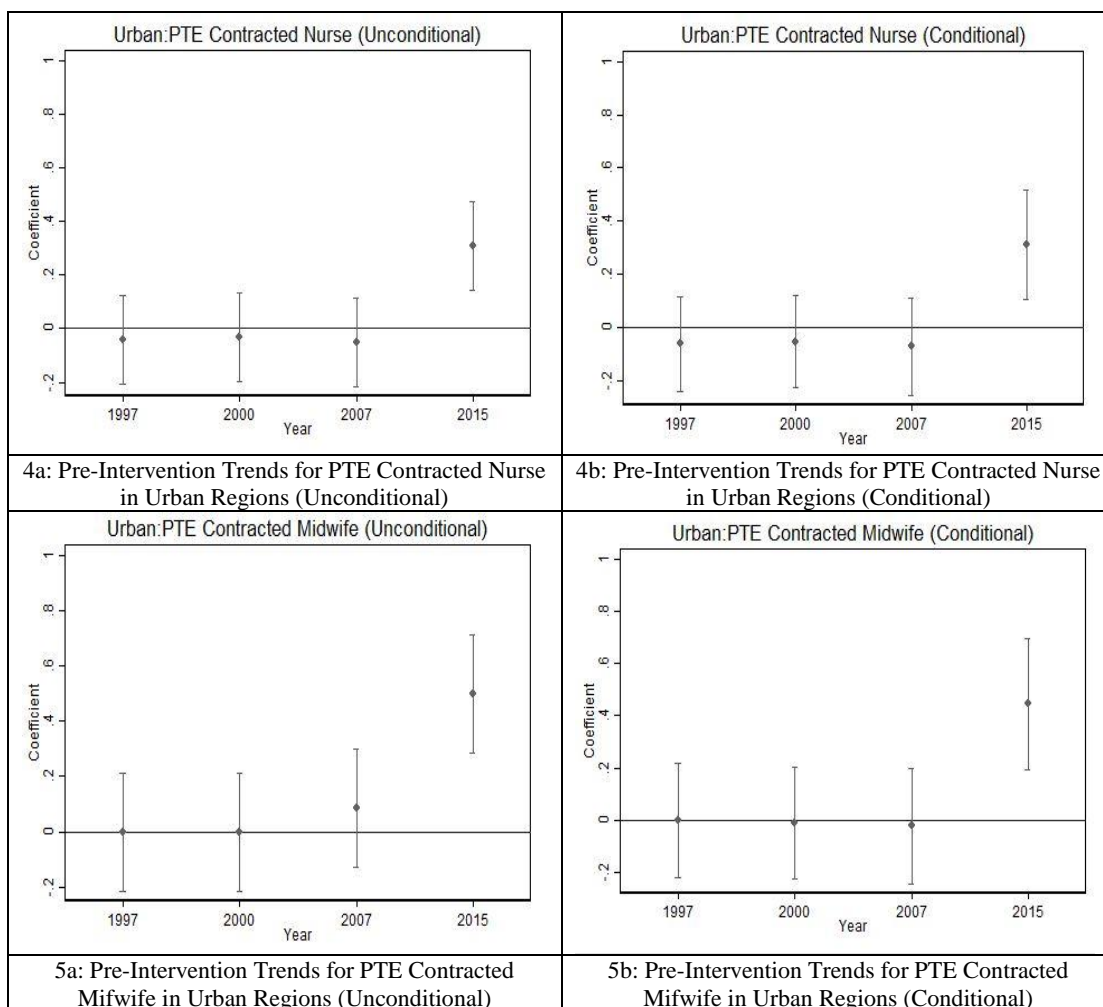 Urban:PTE Contracted Nurse (Unconditional)
Coefficient
1
.8
.6
.4
.2
0
-.2
1997 2000 2007 2015
Year
4a: Pre-Intervention Trends for PTE Contracted Nurse
in Urban Regions (Unconditional)
Urban:PTE Contracted Nurse (Conditional)
Coefficient
1
.8
.6
.4
.2
0
-.2
1997 2000 2007 2015
Year
4b: Pre-Intervention Trends for PTE Contracted Nurse
in Urban Regions (Conditional)
Urban:PTE Contracted Midwife (Unconditional)
Coefficient
1
.8
.6
.4
.2
0
-.2
1997 2000 2007 2015
Year
5a: Pre-Intervention Trends for PTE Contracted
Mifwife in Urban Regions (Unconditional)
Urban:PTE Contracted Midwife (Conditional)
Coefficient
1
.8
.6
.4
.2
0
-.2
1997 2000 2007 2015
Year
5b: Pre-Intervention Trends for PTE Contracted
Mifwife in Urban Regions (Conditional)